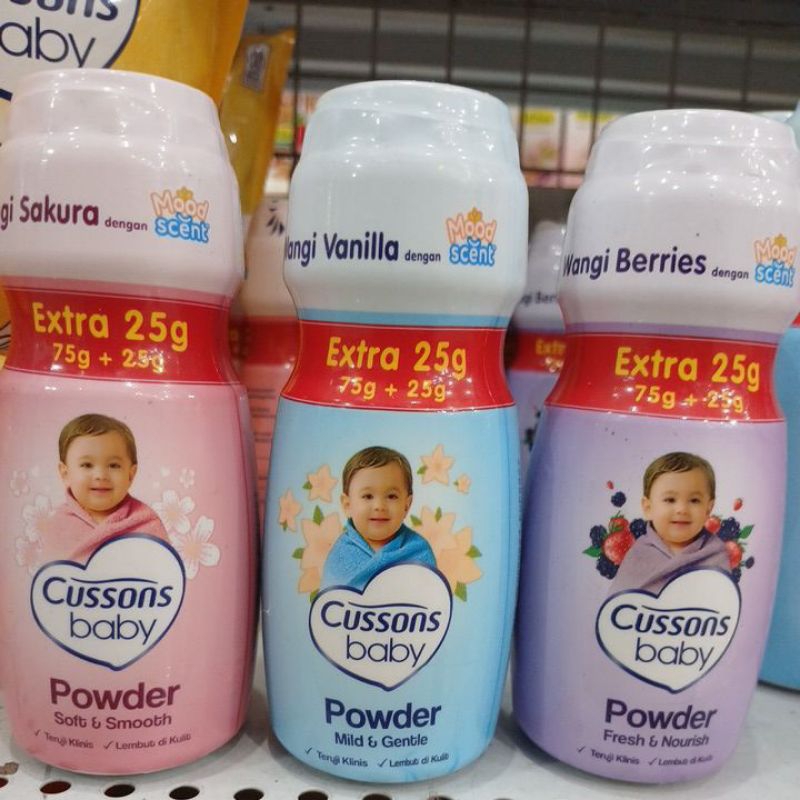 baby
gi Sakura dengan
Mood
scent
Extra 25g
75g + 25g
Cussons
baby
Powder
Soft & Smooth
✓ Teruji Klinis ✓ Lembut di Kulit
Wangi Vanilla dengan
Mood
scent
Extra 25g
75g + 25g
Cussons
baby
Powder
Mild & Gentle
✓ Teruji Klinis ✓ Lembut di Kulit
Wangi Berries dengan
Mood
scent
Extra 25g
75g + 25g
Cussons
baby
Powder
Fresh & Nourish
✓ Teruji Klinis ✓ Lembut di Kulit